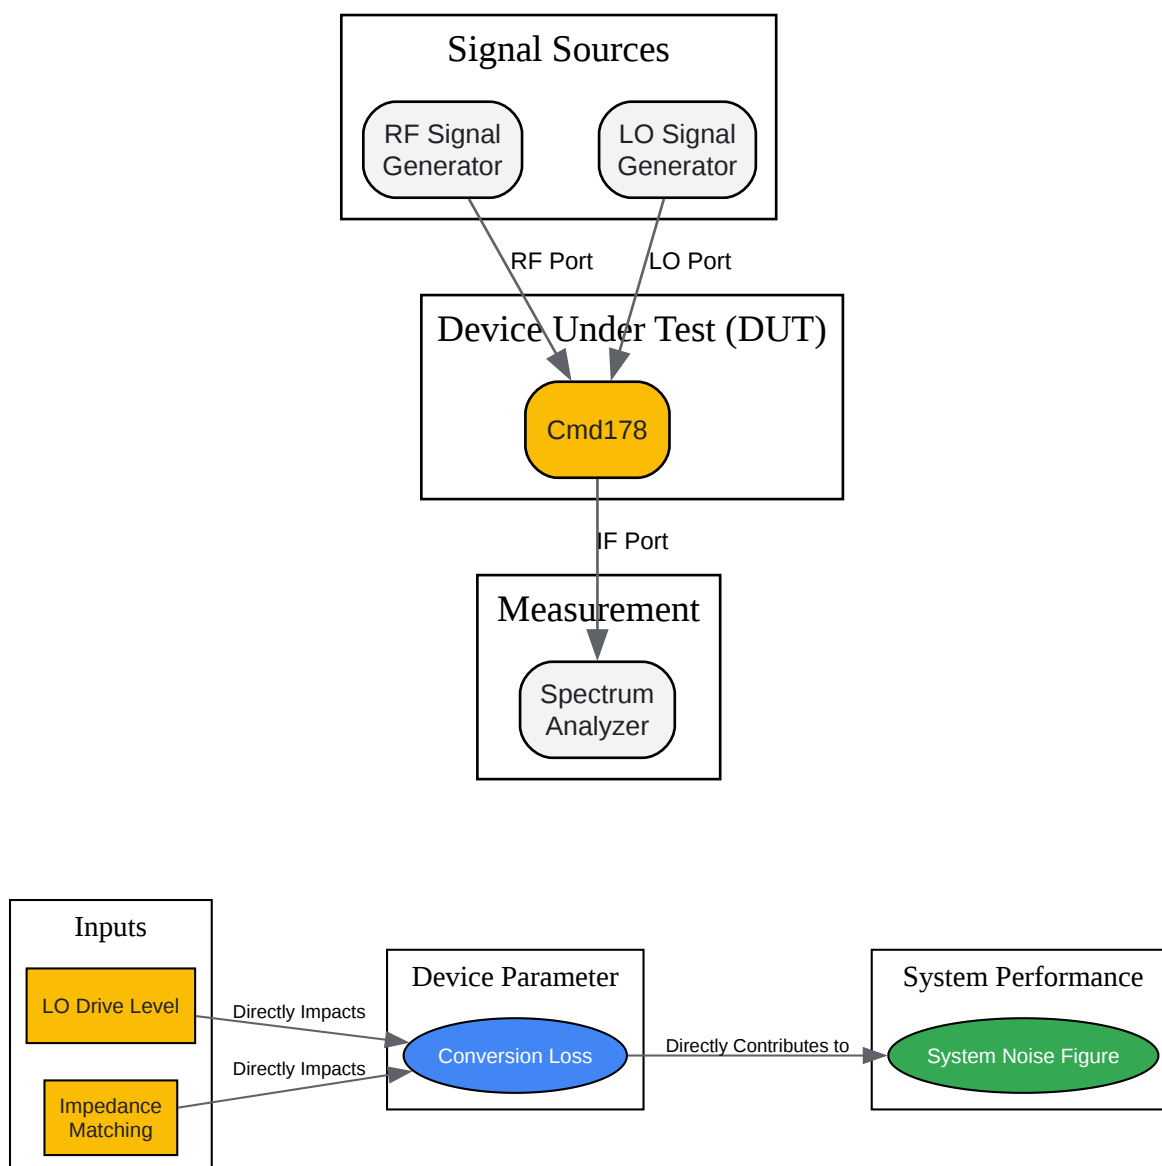 Signal Sources
RF Signal
Generator
LO Signal
Generator
RF Port
LO Port
Device Under Test (DUT)
Cmd178
IF Port
Measurement
Spectrum
Analyzer
Inputs
LO Drive Level
Impedance
Matching
Directly Impacts
Directly Impacts
Device Parameter
Conversion Loss
Directly Contributes to
System Performance
System Noise Figure